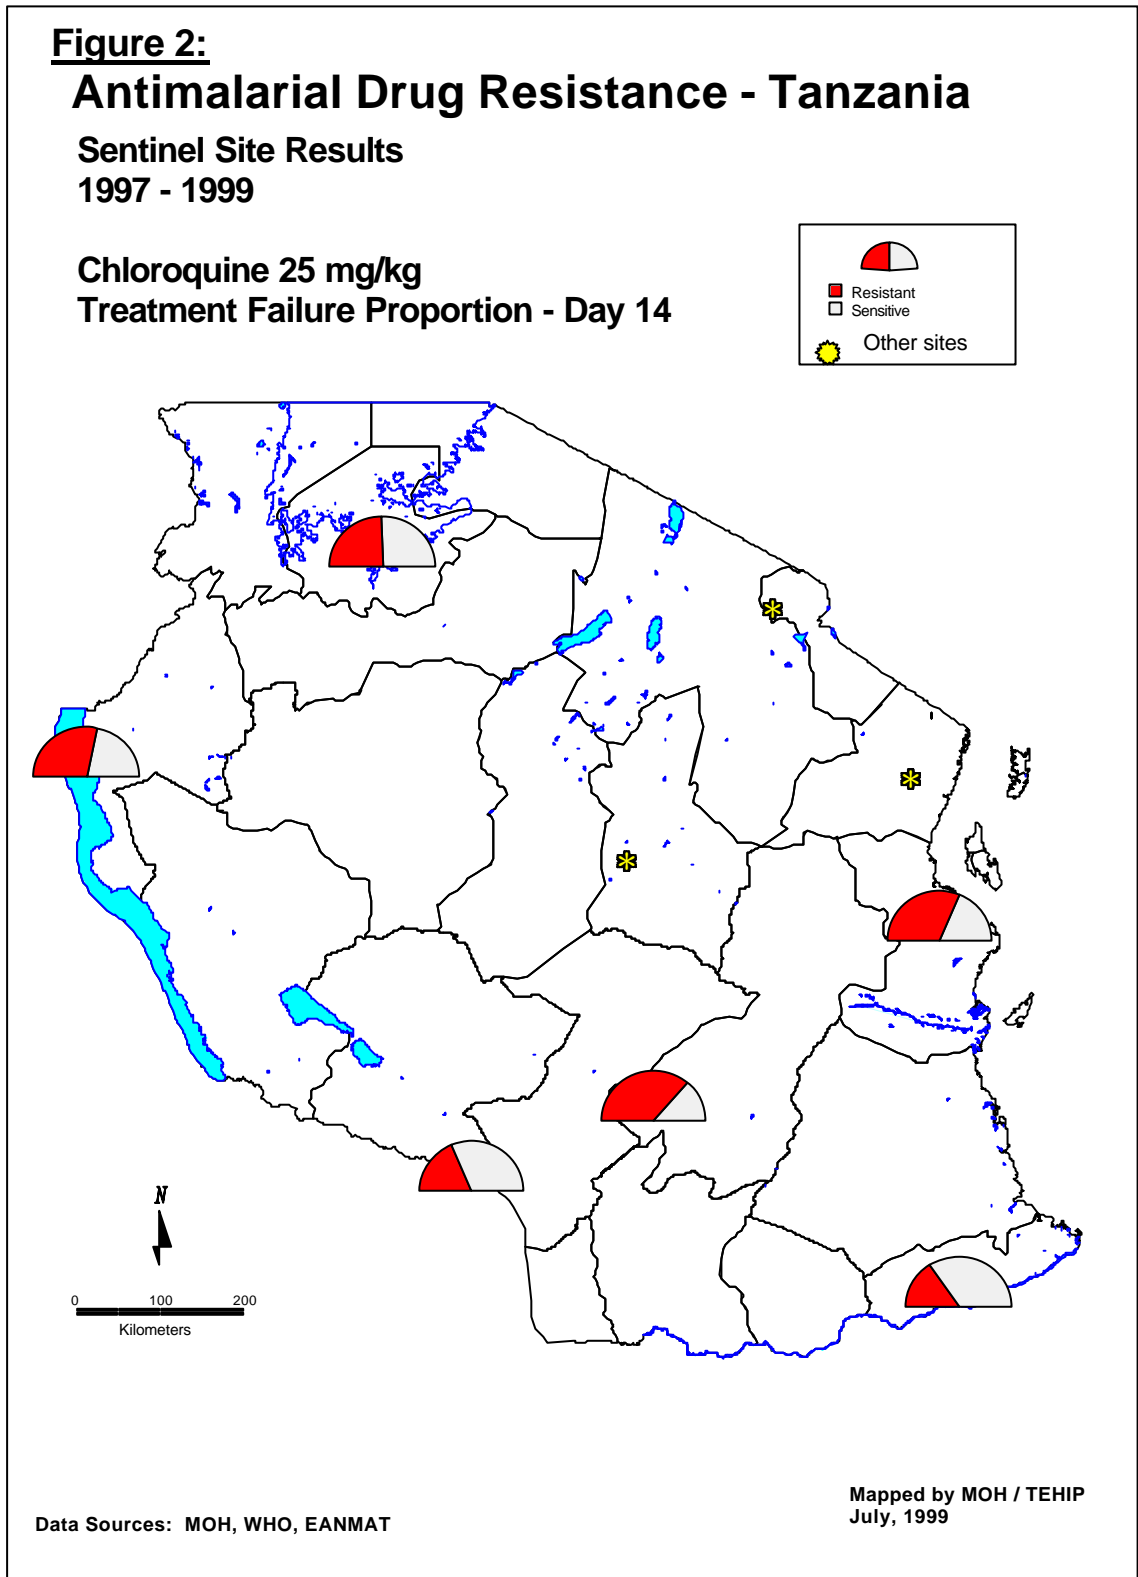 Figure 2:
Antimalarial Drug Resistance - Tanzania
Sentinel Site Results
1997 - 1999
Chloroquine 25 mg/kg
Treatment Failure Proportion - Day 14
Resistant
Sensitive
Other sites
N
0 100 200
Kilometers
Data Sources: MOH, WHO, EANMAT
Mapped by MOH / TEHIP
July, 1999